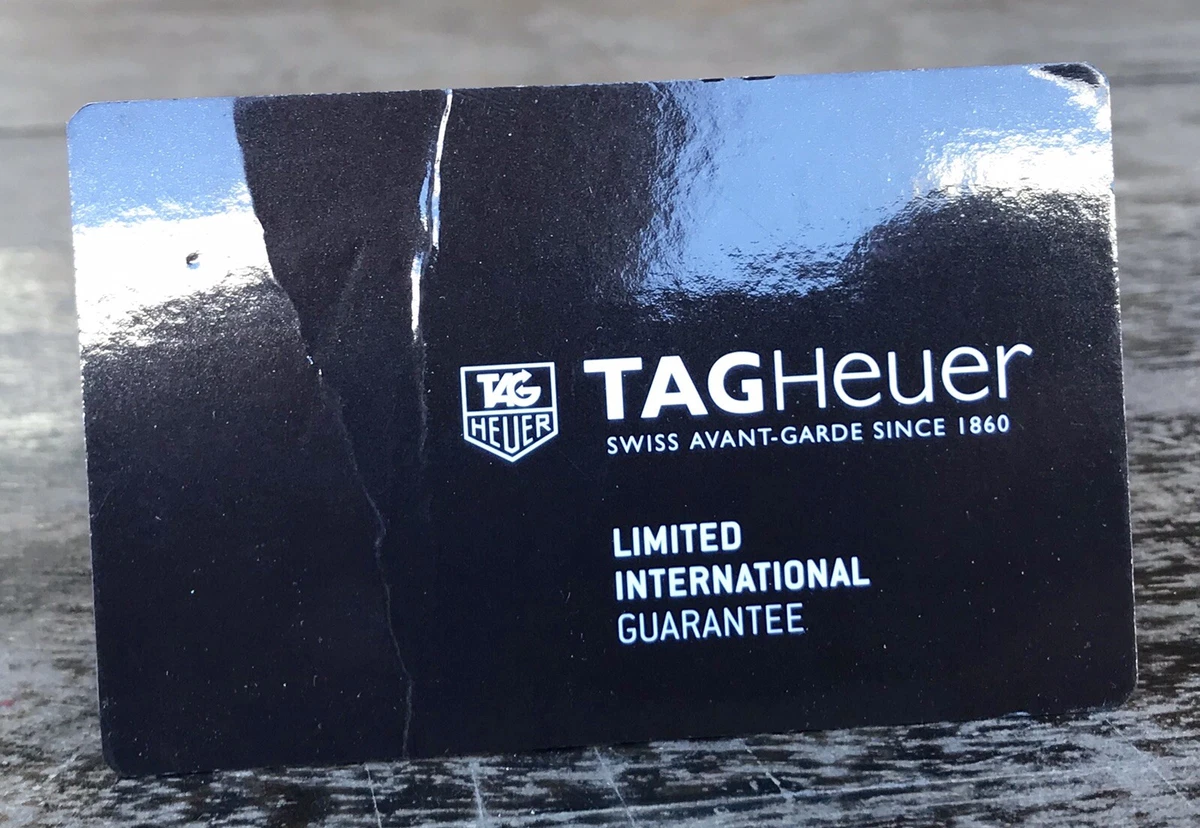 TAG
HEUER
TAGHeuer
SWISS AVANT-GARDE SINCE 1860
LIMITED
INTERNATIONAL
GUARANTEE